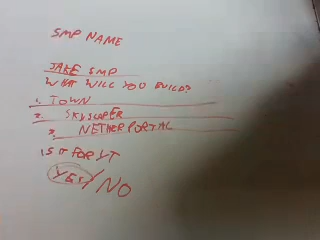 SMP NAME
JAKE SMP
WHAT WILL YOU BUILD?
1. TOWN
2. SKYSCAPER
3. NETHER PORTAL
IS IT FOR YT
YES/NO